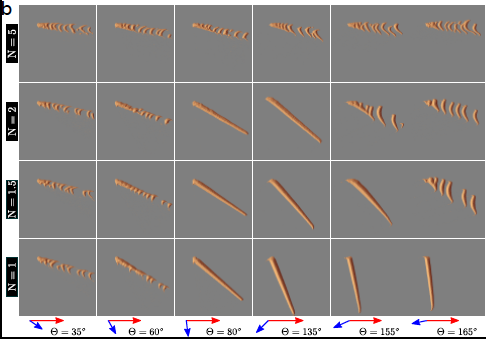 b
N = 5
N = 2
N = 1.5
N = 1
Θ = 35° Θ = 60° Θ = 80° Θ = 135° Θ = 155° Θ = 165°